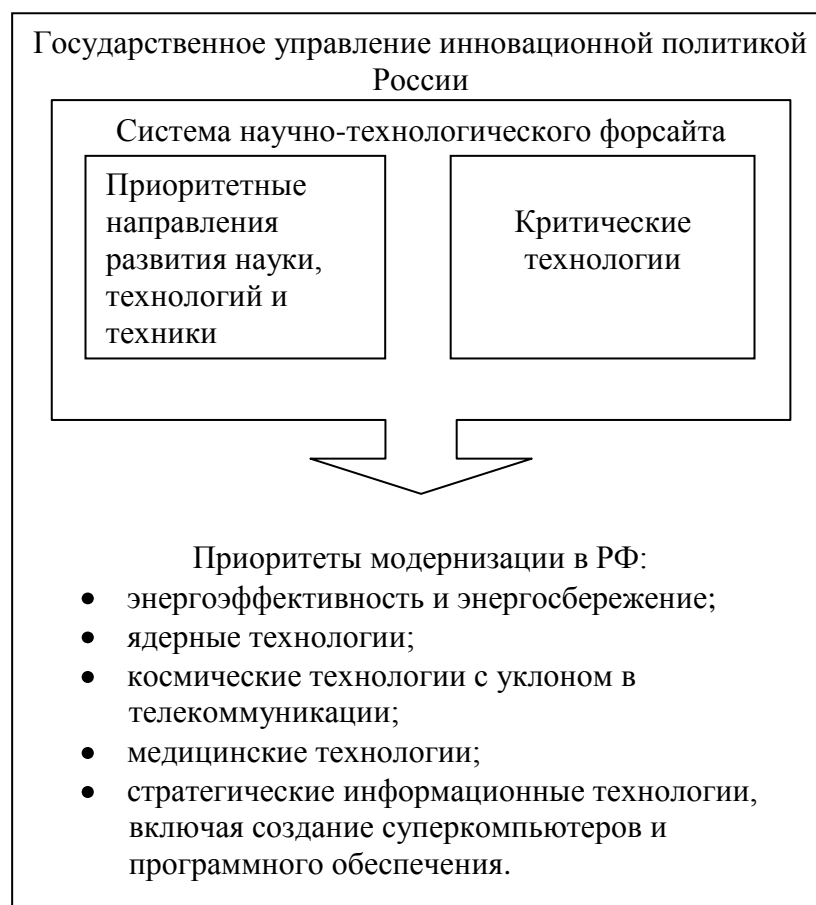 Государственное управление инновационной политикой
России
Система научно-технологического форсайта
Приоритетные
направления
развития науки,
технологий и
техники
Критические
технологии
Приоритеты модернизации в РФ:
• энергоэффективность и энергосбережение;
• ядерные технологии;
• космические технологии с уклоном в
телекоммуникации;
• медицинские технологии;
• стратегические информационные технологии,
включая создание суперкомпьютеров и
программного обеспечения.